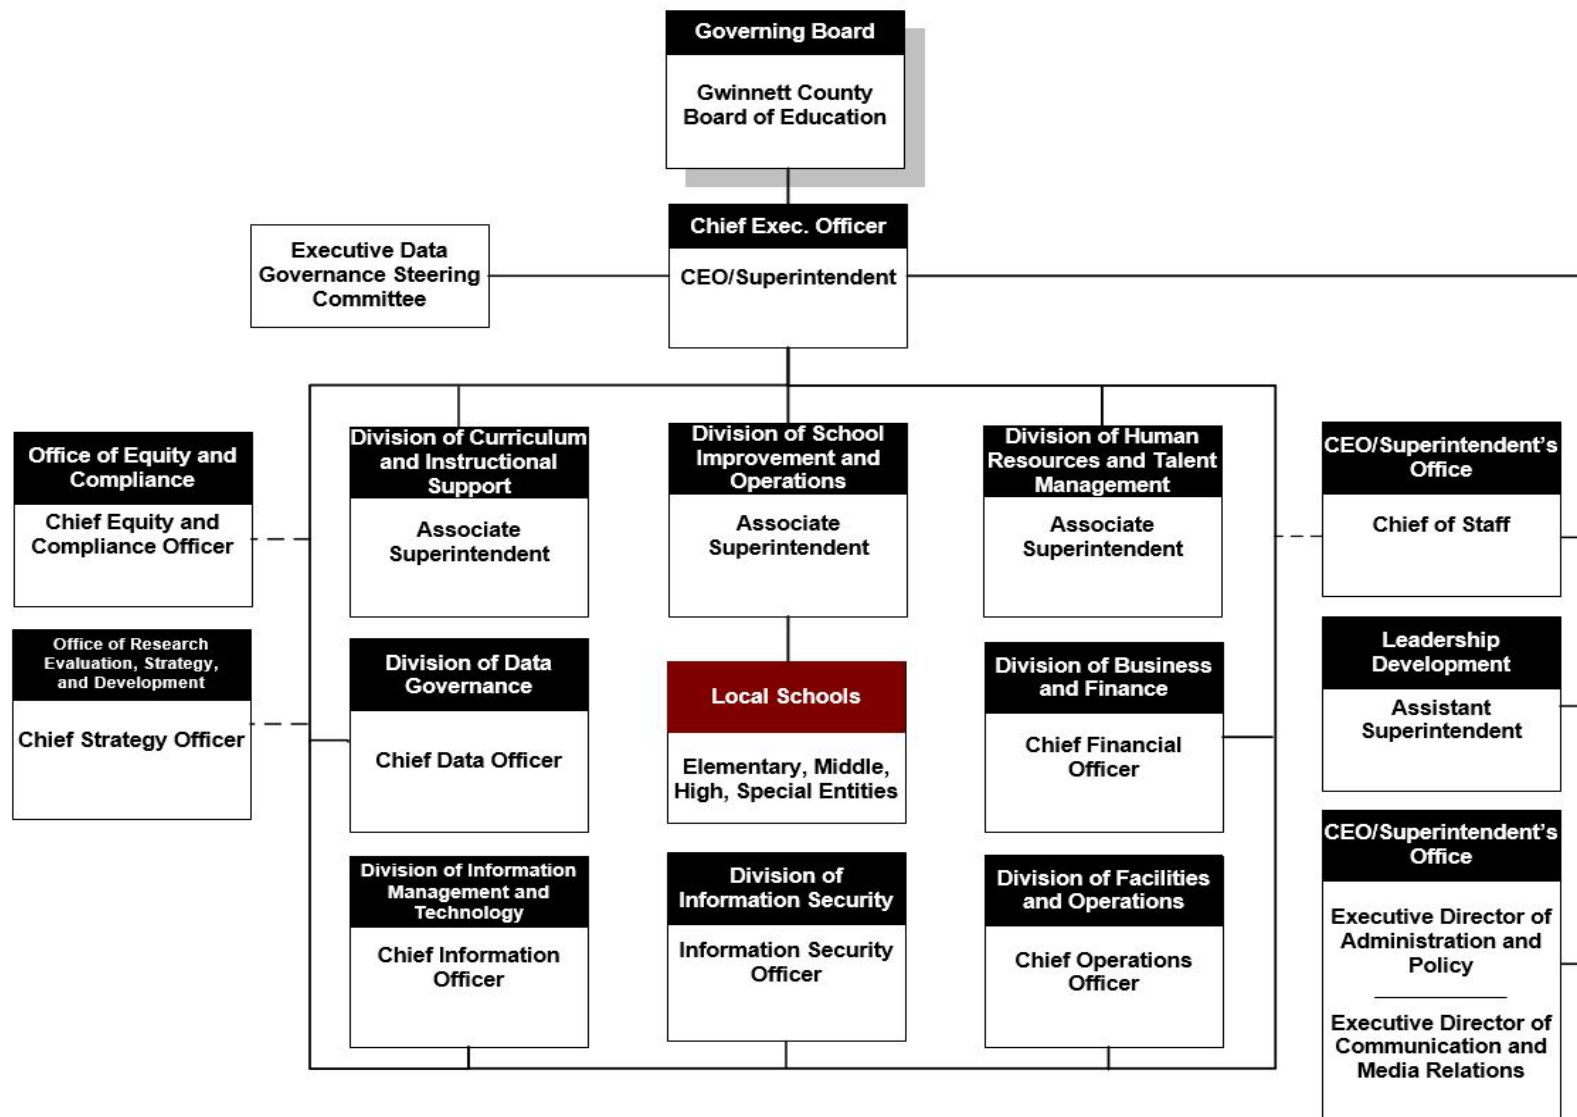 Governing Board
Gwinnett County
Board of Education
Chief Exec. Officer
CEO/Superintendent
Executive Data
Governance Steering
Committee
Office of Equity and
Compliance
Chief Equity and
Compliance Officer
Division of Curriculum
and Instructional
Support
Associate
Superintendent
Division of School
Improvement and
Operations
Associate
Superintendent
Division of Human
Resources and Talent
Management
Associate
Superintendent
CEO/Superintendent's
Office
Chief of Staff
Office of Research
Evaluation, Strategy,
and Development
Chief Strategy Officer
Division of Data
Governance
Chief Data Officer
Local Schools
Elementary, Middle,
High, Special Entities
Division of Business
and Finance
Chief Financial
Officer
Leadership
Development
Assistant
Superintendent
Division of Information
Management and
Technology
Chief Information
Officer
Division of
Information Security
Information Security
Officer
Division of Facilities
and Operations
Chief Operations
Officer
CEO/Superintendent's
Office
Executive Director of
Administration and
Policy
Executive Director of
Communication and
Media Relations